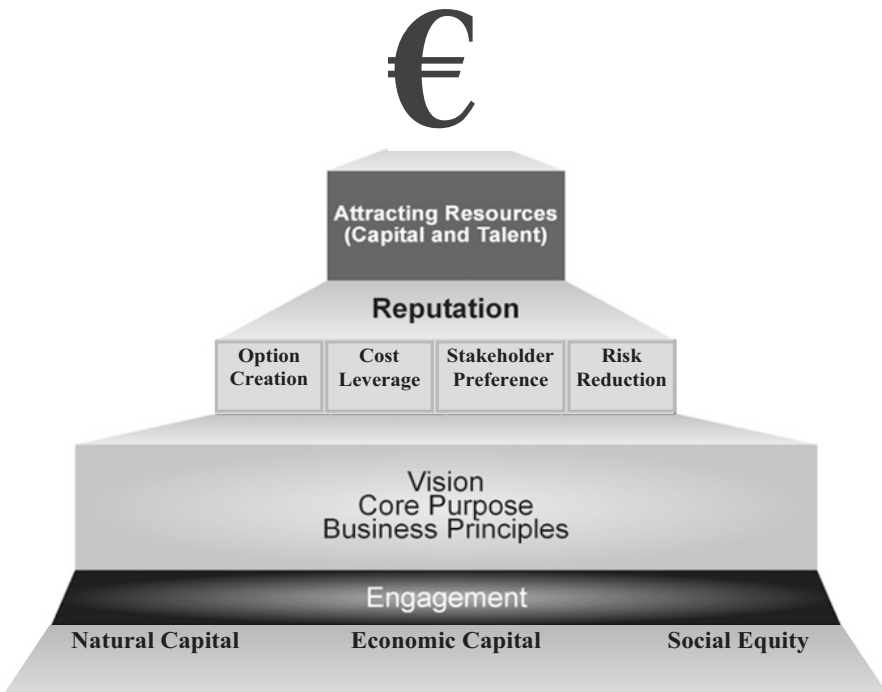 €
Attracting Resources
(Capital and Talent)
Reputation
Option Creation
Cost Leverage
Stakeholder Preference
Risk Reduction
Vision
Core Purpose
Business Principles
Engagement
Natural Capital Economic Capital Social Equity